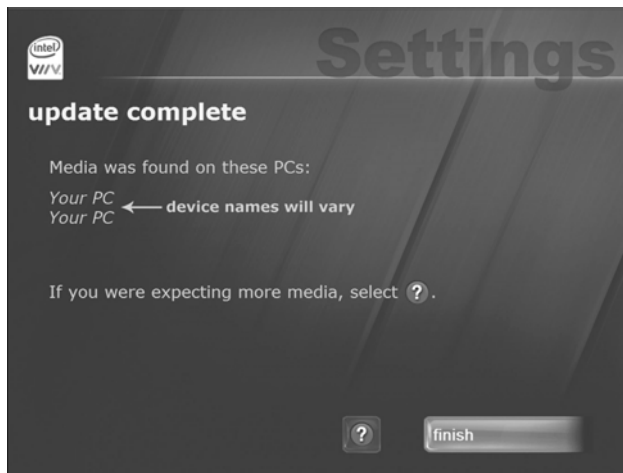 intel
VIIV
Settings
update complete
Media was found on these PCs:
Your PC
Your PC
device names will vary
If you were expecting more media, select ?.
?
finish